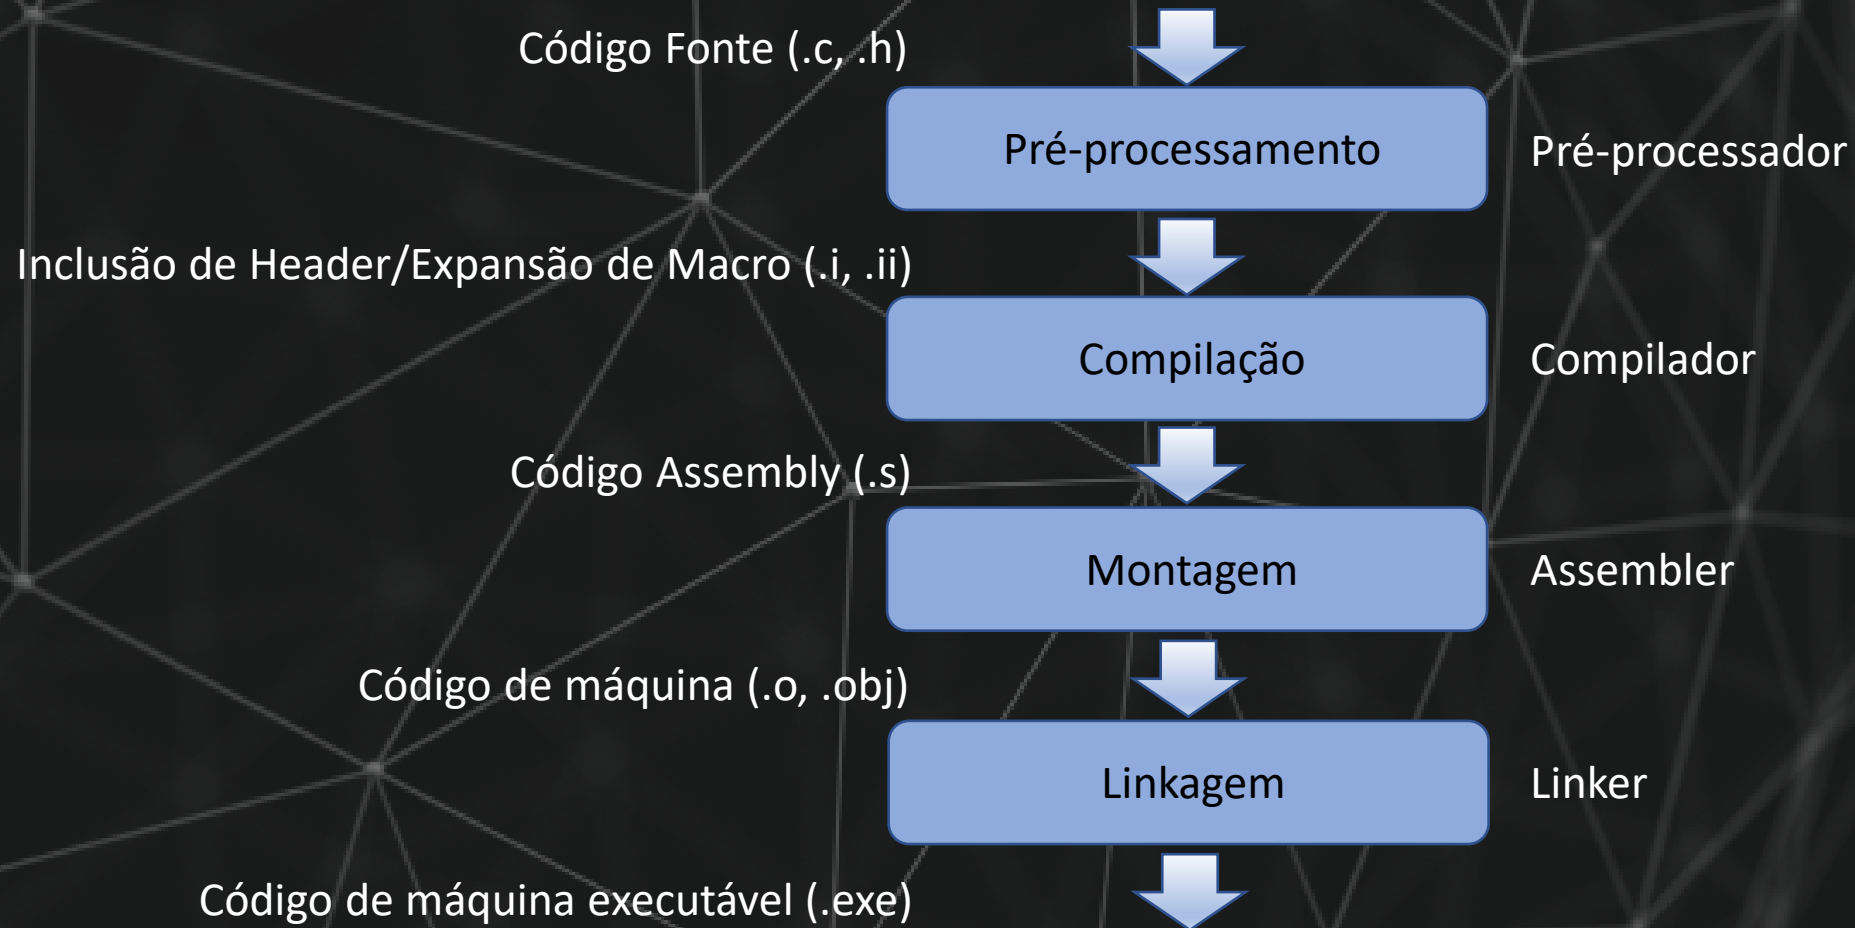 Código Fonte (.c, .h)
Pré-processamento
Pré-processador
Inclusão de Header/Expansão de Macro (.i, .ii)
Compilação
Compilador
Código Assembly (.s)
Montagem
Assembler
Código de máquina (.o, .obj)
Linkagem
Linker
Código de máquina executável (.exe)